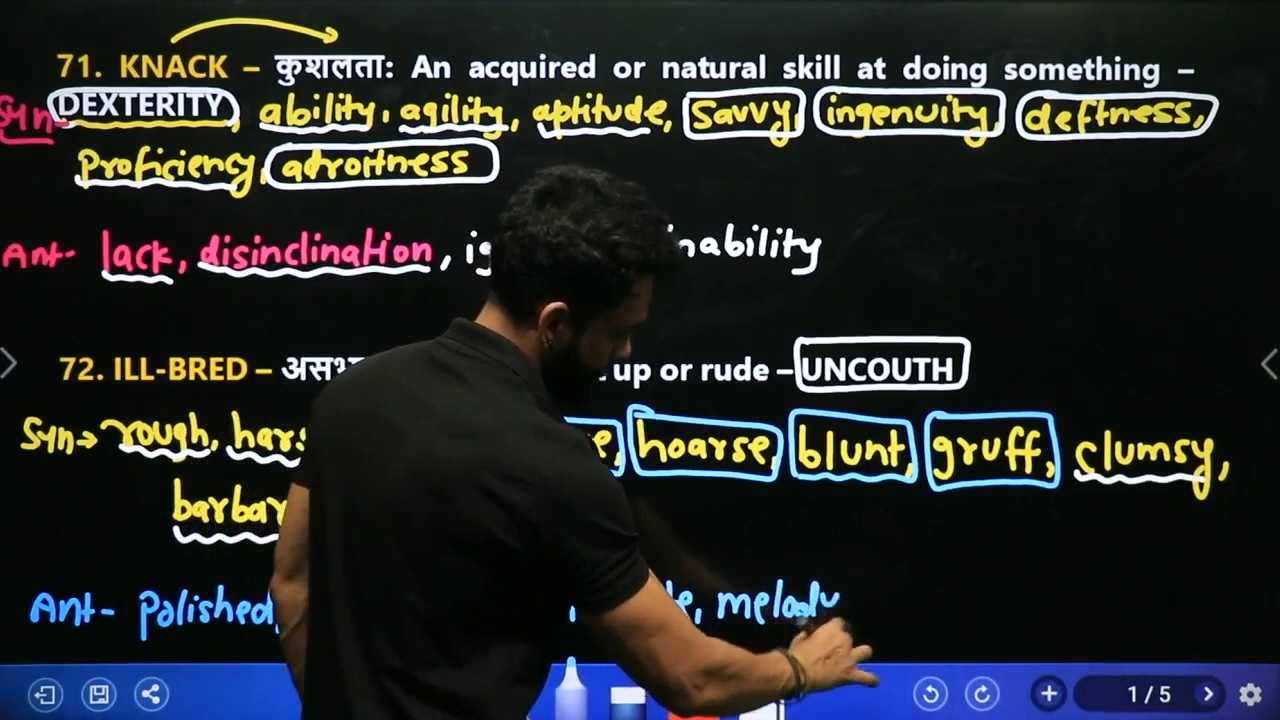 71. KNACK – कुशलता: An acquired or natural skill at doing something –
Syn- DEXTERITY, ability, agility, aptitude, Savvy, ingenuity, deftness,
Proficiency, adroitness
Ant- lack, disinclination, inability
72. ILL-BRED – up or rude – UNCOUTH
Syn→ rough, hoarse, blunt, gruff, clumsy,
Ant- polished, melody
1 / 5